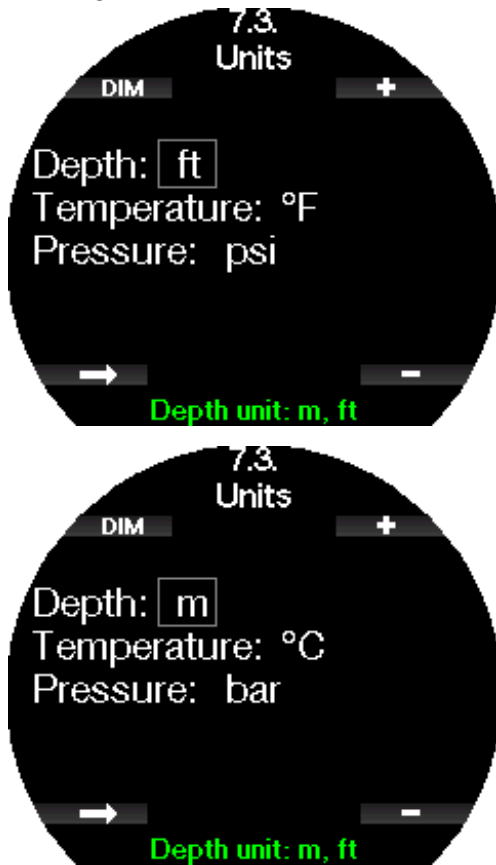 7.3.
Units
DIM +
Depth: ft
Temperature: °F
Pressure: psi
→ -
Depth unit: m, ft
7.3.
Units
DIM +
Depth: m
Temperature: °C
Pressure: bar
→ -
Depth unit: m, ft